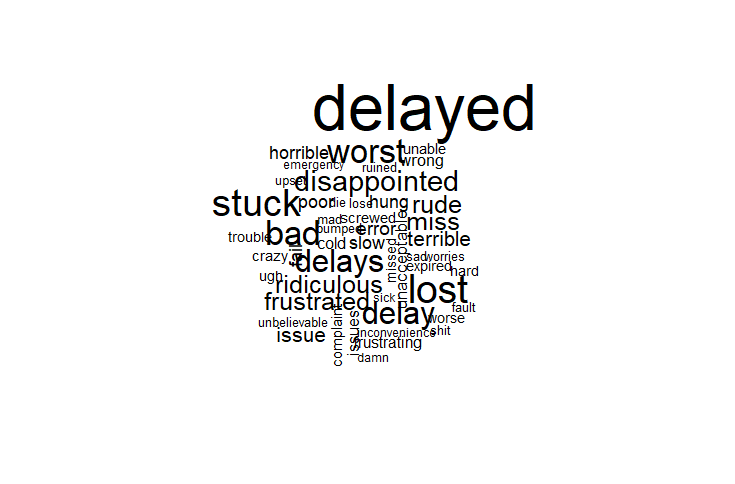 delayed
worst
unable
horrible
wrong
emergency
ruined
upset
disappointed
stuck
poor
die
lose
hung
rude
mad
screwed
miss
bumped
error
bad
trouble
cold
slow
terrible
fail
unacceptable
missed
crazy
delays
sad
worries
expired
hard
ugh
ridiculous
lost
frustrated
sick
fault
delay
worse
unbelievable
issue
complaint
issues
inconvenience
shit
frustrating
damn